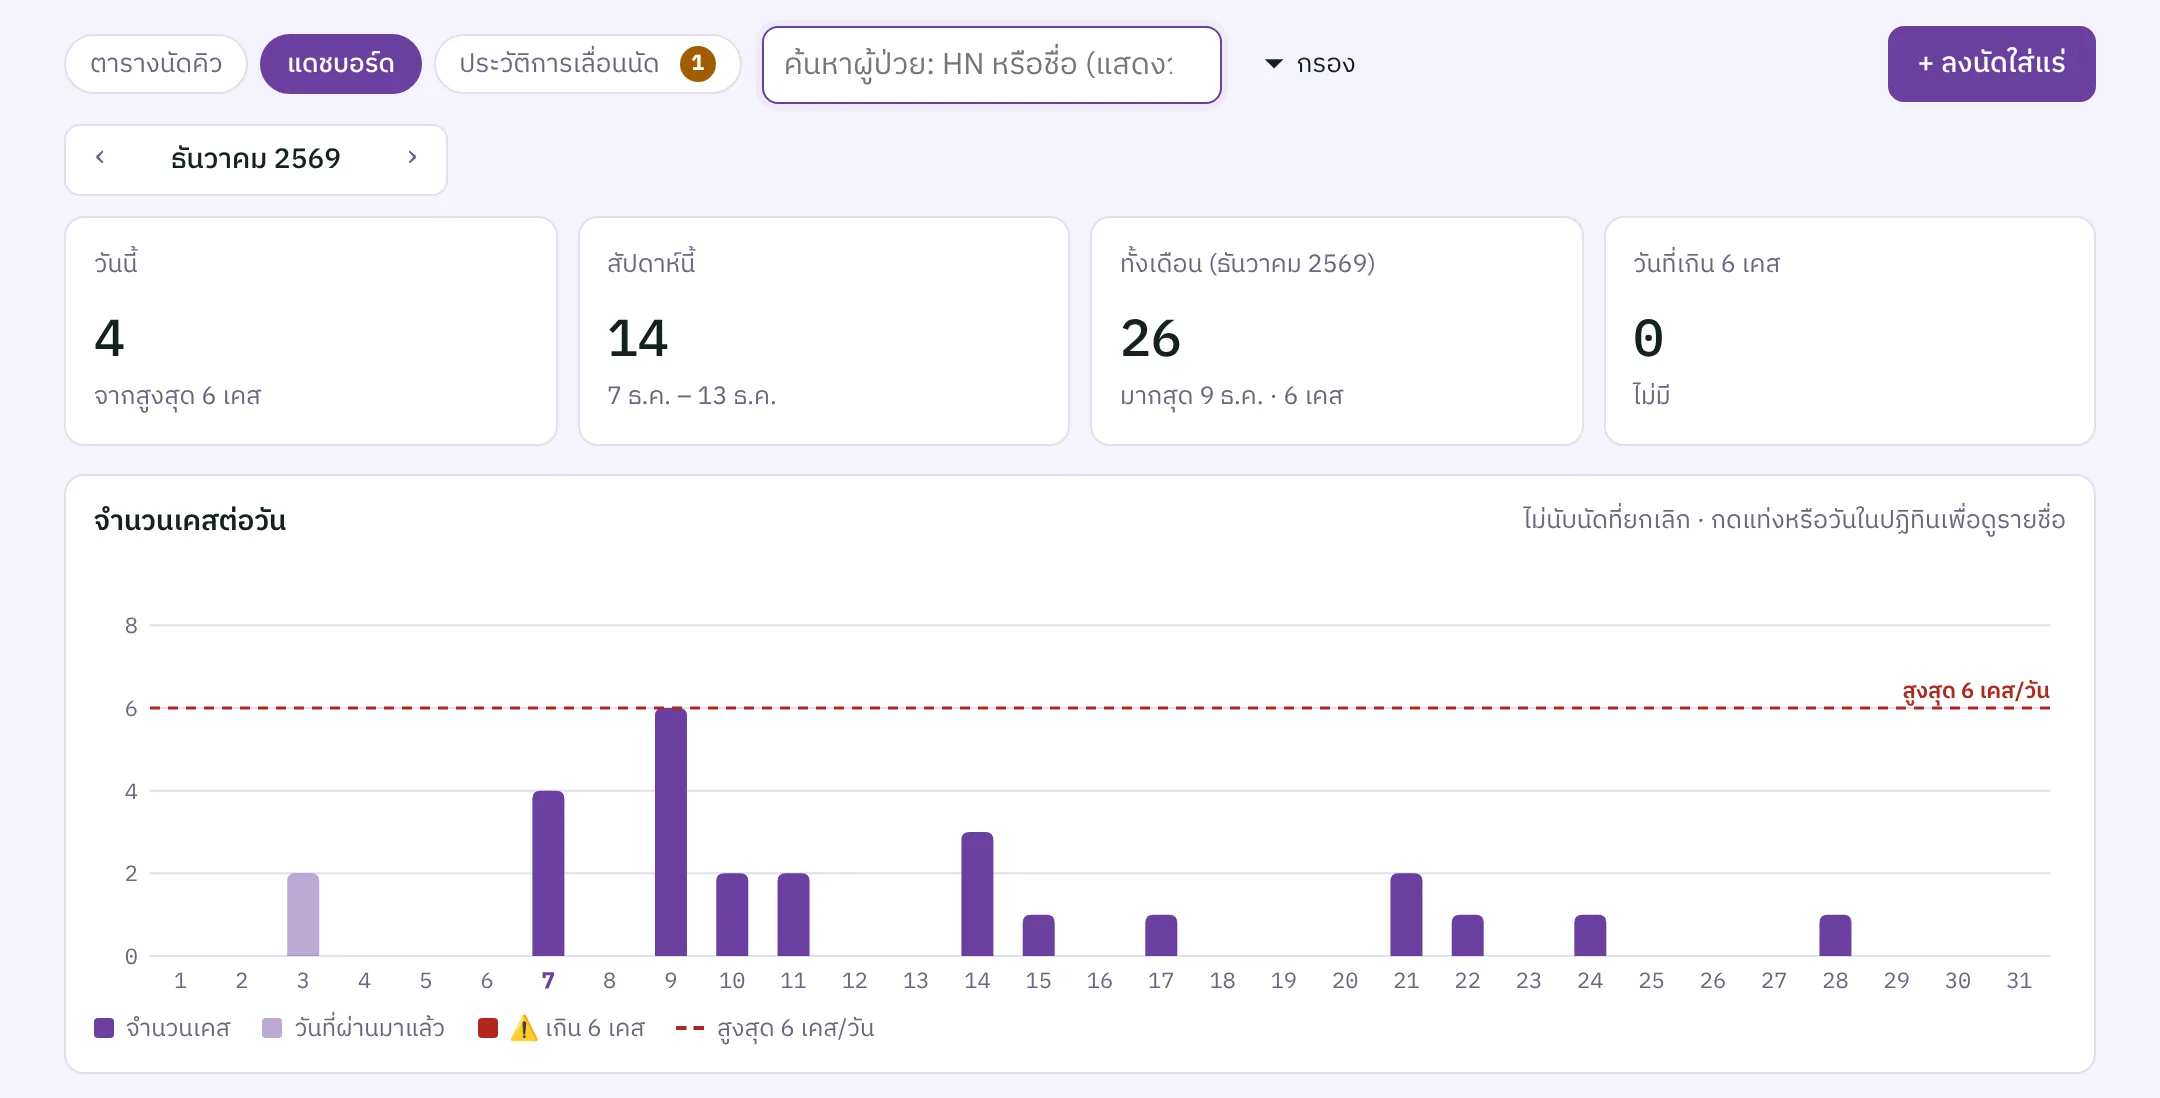 ตารางนัดคิว แดชบอร์ด ประวัติการเลื่อนนัด 1 ค้นหาผู้ป่วย: HN หรือชื่อ (แสดง กรอง + ลงนัดใส่แร่
ธันวาคม 2569
วันนี้
4
จากสูงสุด 6 เคส
สัปดาห์นี้
14
7 ธ.ค. – 13 ธ.ค.
ทั้งเดือน (ธันวาคม 2569)
26
มากสุด 9 ธ.ค. · 6 เคส
วันที่เกิน 6 เคส
0
ไม่มี
จำนวนเคสต่อวัน
ไม่นับนัดที่ยกเลิก · กดแท่งหรือวันในปฏิทินเพื่อดูรายชื่อ
8
สูงสุด 6 เคส/วัน
6
4
2
0
1 2 3 4 5 6 7 8 9 10 11 12 13 14 15 16 17 18 19 20 21 22 23 24 25 26 27 28 29 30 31
จำนวนเคส วันที่ผ่านมาแล้ว ⚠️ เกิน 6 เคส สูงสุด 6 เคส/วัน